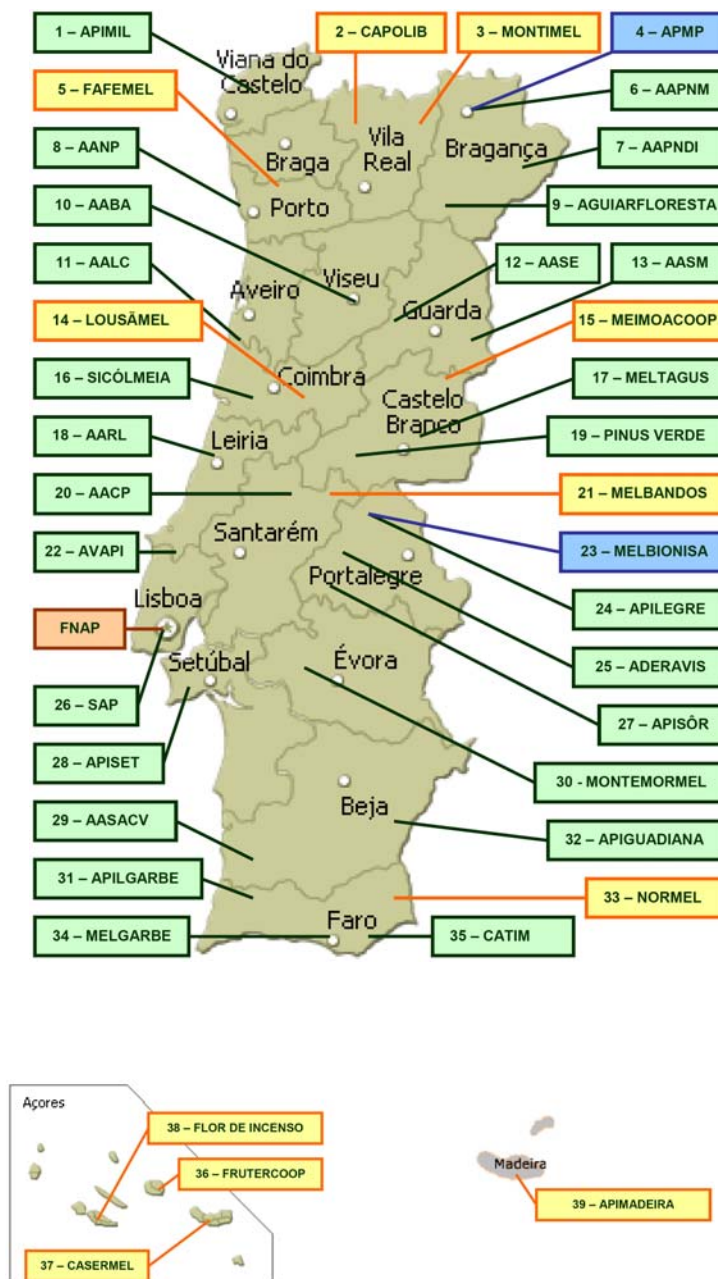 1 – APIMIL
2 – CAPOLIB
3 – MONTIMEL
4 – APMP
Viana do
Castelo
5 – FAFEMEL
6 – AAPNM
Vila
Real
Bragança
8 – AANP
Braga
7 – AAPNDI
10 – AABA
Porto
9 – AGUIARFLORESTA
11 – AALC
12 – AASE
13 – AASM
Viseu
Aveiro
Guarda
14 – LOUSÃMEL
15 – MEIMOACOOP
16 – SICÓLMEIA
Coimbra
17 – MELTAGUS
Castelo
Branco
18 – AARL
Leiria
19 – PINUS VERDE
20 – AACP
21 – MELBANDOS
Santarém
22 – AVAPI
23 – MELBIONISA
Portalegre
Lisboa
24 – APILEGRE
FNAP
Setúbal
Évora
25 – ADERAVIS
26 – SAP
27 – APISÔR
28 – APISET
30 - MONTEMORMEL
Beja
29 – AASACV
32 – APIGUADIANA
31 – APILGARBE
33 – NORMEL
Faro
34 – MELGARBE
35 – CATIM
Açores
38 – FLOR DE INCENSO
36 – FRUTERCOOP
Madeira
39 – APIMADEIRA
37 – CASERMEL